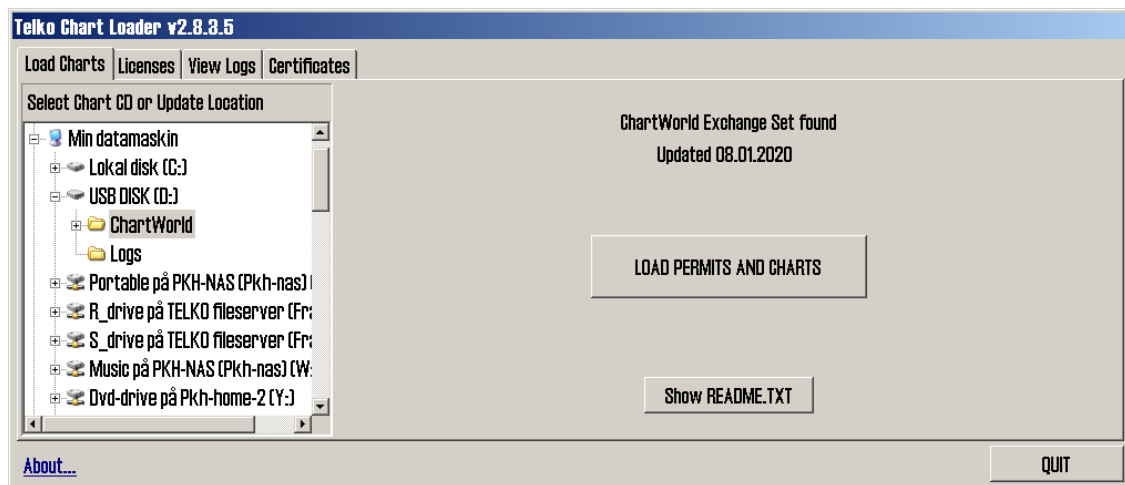 Telko Chart Loader v2.8.3.5
Load Charts Licenses View Logs Certificates
Select Chart CD or Update Location
Min datamaskin
Lokal disk (C:)
USB DISK (D:)
ChartWorld
Logs
Portable på PKH-NAS (Pkh-nas) (
R_drive på TELKO fileserver (Fra
S_drive på TELKO fileserver (Fra
Music på PKH-NAS (Pkh-nas) (W:
Dvd-drive på Pkh-home-2 (Y:)
ChartWorld Exchange Set found
Updated 08.01.2020
LOAD PERMITS AND CHARTS
Show README.TXT
About...
QUIT